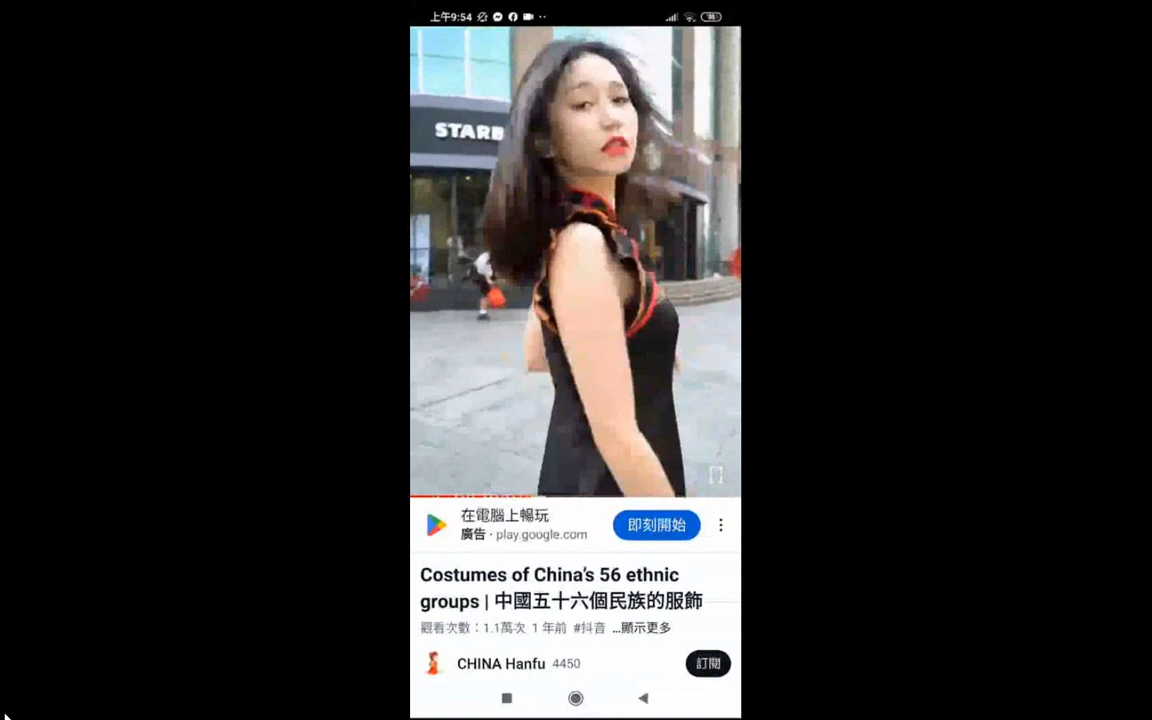 上午9:54
STARB
在電腦上暢玩
廣告 · play.google.com
即刻開始
Costumes of China's 56 ethnic
groups | 中國五十六個民族的服飾
觀看次數：1.1萬次 1 年前 #抖音 ...顯示更多
CHINA Hanfu 4450
訂閱